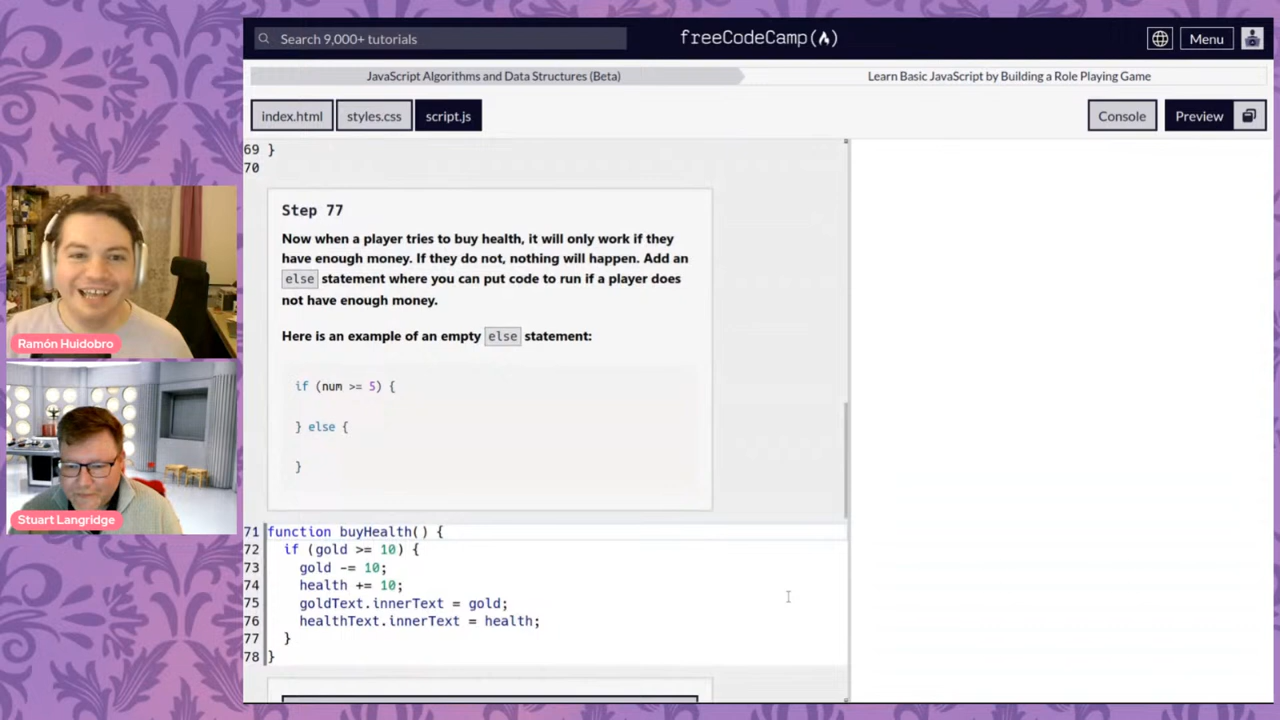 Search 9,000+ tutorials
freeCodeCamp
Menu
JavaScript Algorithms and Data Structures (Beta)
Learn Basic JavaScript by Building a Role Playing Game
index.html
styles.css
script.js
Console
Preview
69 }
70
Step 77
Now when a player tries to buy health, it will only work if they
have enough money. If they do not, nothing will happen. Add an
else statement where you can put code to run if a player does
not have enough money.
Here is an example of an empty else statement:
if (num >= 5) {
} else {
}
71 function buyHealth() {
72 if (gold >= 10) {
73 gold -= 10;
74 health += 10;
75 goldText.innerText = gold;
76 healthText.innerText = health;
77 }
78 }
Ramón Huidobro
Stuart Langridge